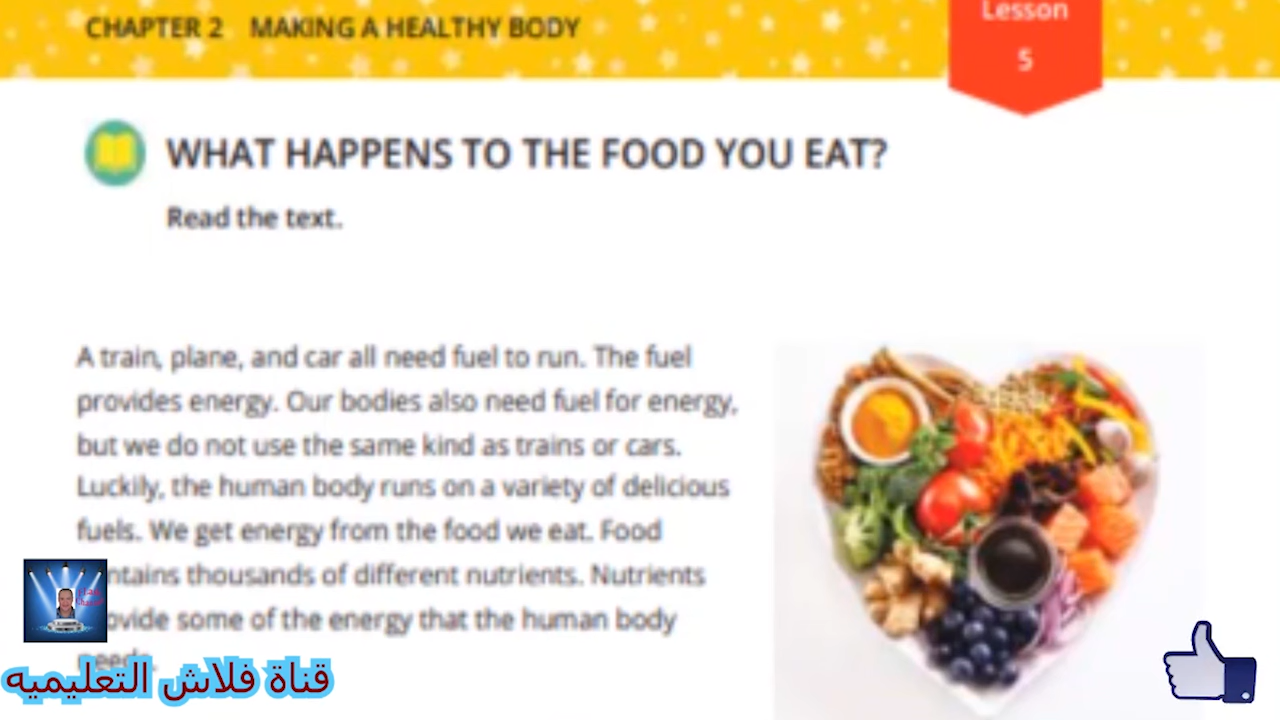 CHAPTER 2 MAKING A HEALTHY BODY
Lesson
5
WHAT HAPPENS TO THE FOOD YOU EAT?
Read the text.
A train, plane, and car all need fuel to run. The fuel
provides energy. Our bodies also need fuel for energy,
but we do not use the same kind as trains or cars.
Luckily, the human body runs on a variety of delicious
fuels. We get energy from the food we eat. Food
ntains thousands of different nutrients. Nutrients
ovide some of the energy that the human body
needs.
قناة فلاش التعليميه